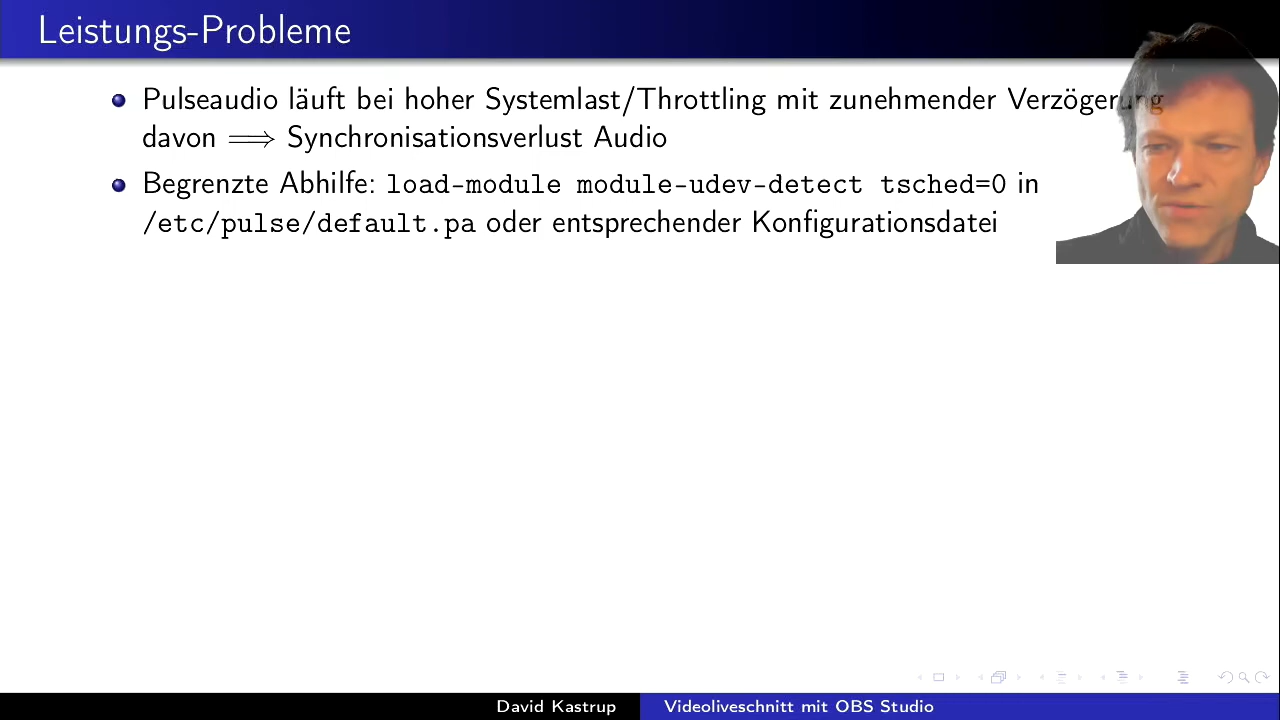 Leistungs-Probleme
Pulseaudio läuft bei hoher Systemlast/Throttling mit zunehmender Verzögerung
davon ⟹ Synchronisationsverlust Audio
Begrenzte Abhilfe: load-module module-udev-detect tsched=0 in
/etc/pulse/default.pa oder entsprechender Konfigurationsdatei
David Kastrup
Videoliveschnitt mit OBS Studio